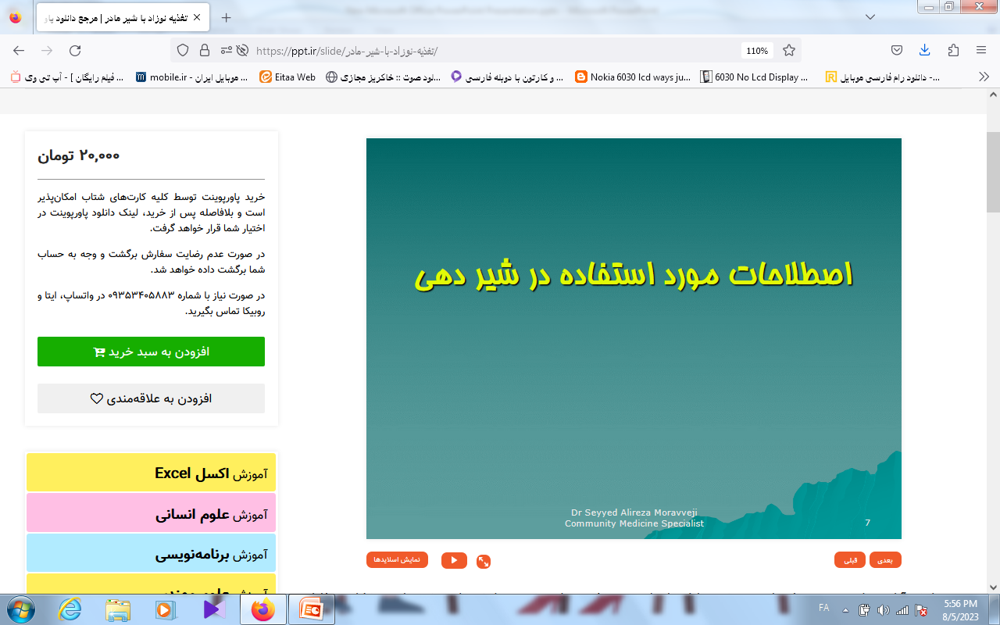 تغذیه نوزاد با شیر مادر | مرجع دانلود پاو
https://ppt.ir/slide/تغذیه-نوزاد-با-شیر-مادر/
110%
فیلم رایگان ] - آپ تی وی ...
mobile.ir - موبایل ایران ...
Eitaa Web
لود صوت :: خاکریز مجازی...
و کارتون با دوبله فارسی ...
Nokia 6030 lcd ways ju...
6030 No Lcd Display ...
- دانلود رام فارسی موبایل...
۲۰,۰۰۰ تومان
خرید پاورپوینت توسط کلیه کارت‌های شتاب امکان‌پذیر
است و بلافاصله پس از خرید، لینک دانلود پاورپوینت در
اختیار شما قرار خواهد گرفت.
در صورت عدم رضایت سفارش برگشت و وجه به حساب
شما برگشت داده خواهد شد.
در صورت نیاز با شماره ۰۹۳۵۳۴۰۵۸۸۳ در واتساپ، ایتا و
روبیکا تماس بگیرید.
افزودن به سبد خرید
افزودن به علاقه‌مندی
آموزش اکسل Excel
آموزش علوم انسانی
آموزش برنامه‌نویسی
اصطلاحات مورد استفاده در شیر دهی
Dr Seyyed Alireza Moravveji
Community Medicine Specialist
7
نمایش اسلایدها
قبلی
بعدی
FA
5:56 PM
8/5/2023